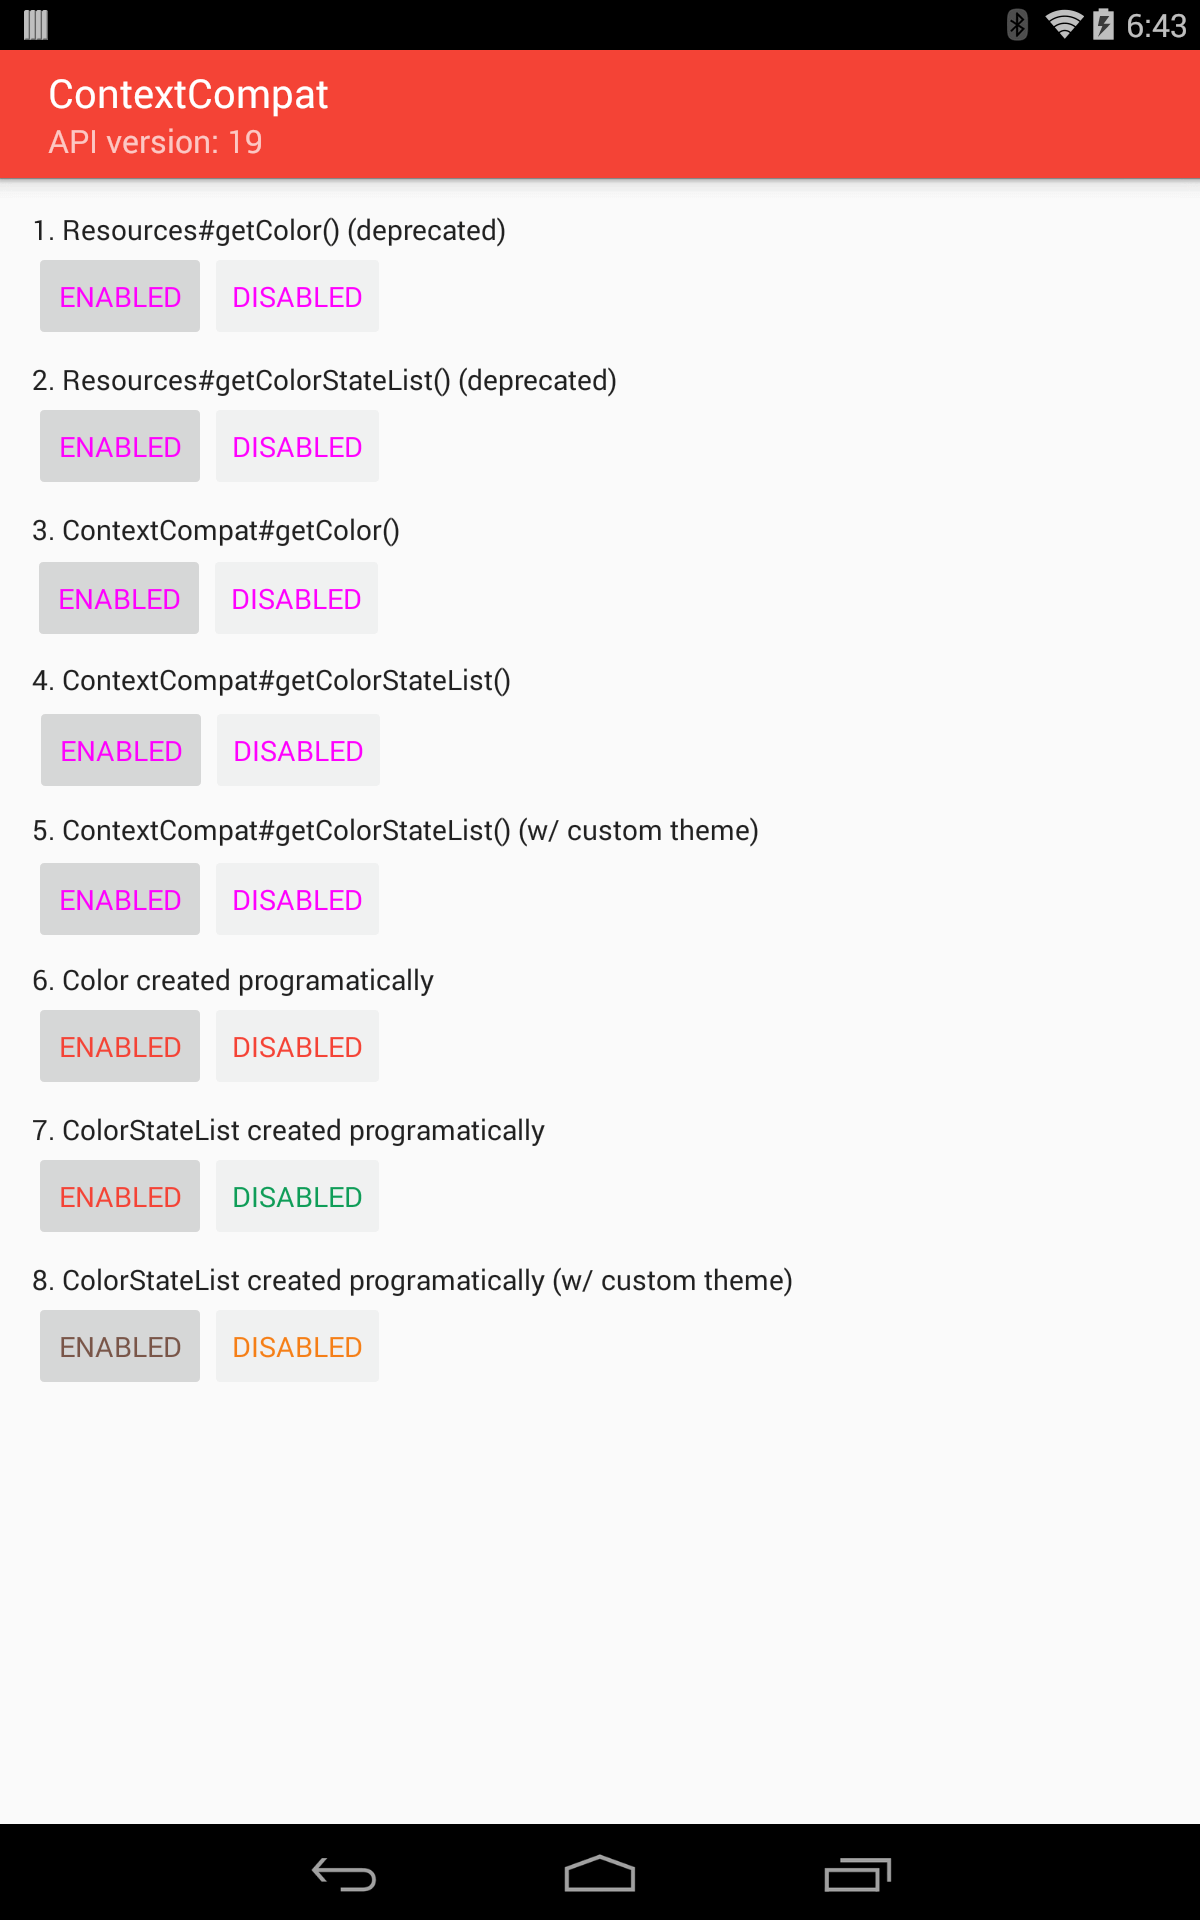 6:43
ContextCompat
API version: 19
1. Resources#getColor() (deprecated)
ENABLED DISABLED
2. Resources#getColorStateList() (deprecated)
ENABLED DISABLED
3. ContextCompat#getColor()
ENABLED DISABLED
4. ContextCompat#getColorStateList()
ENABLED DISABLED
5. ContextCompat#getColorStateList() (w/ custom theme)
ENABLED DISABLED
6. Color created programatically
ENABLED DISABLED
7. ColorStateList created programatically
ENABLED DISABLED
8. ColorStateList created programatically (w/ custom theme)
ENABLED DISABLED